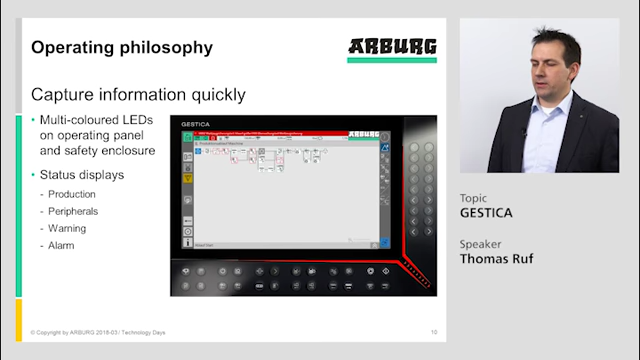 Operating philosophy
ARBURG
Capture information quickly
• Multi-coloured LEDs
on operating panel
and safety enclosure
• Status displays
- Production
- Peripherals
- Warning
- Alarm
GESTICA
ARBURG
© Copyright by ARBURG 2018-03/ Technology Days
10
Topic
GESTICA
Speaker
Thomas Ruf